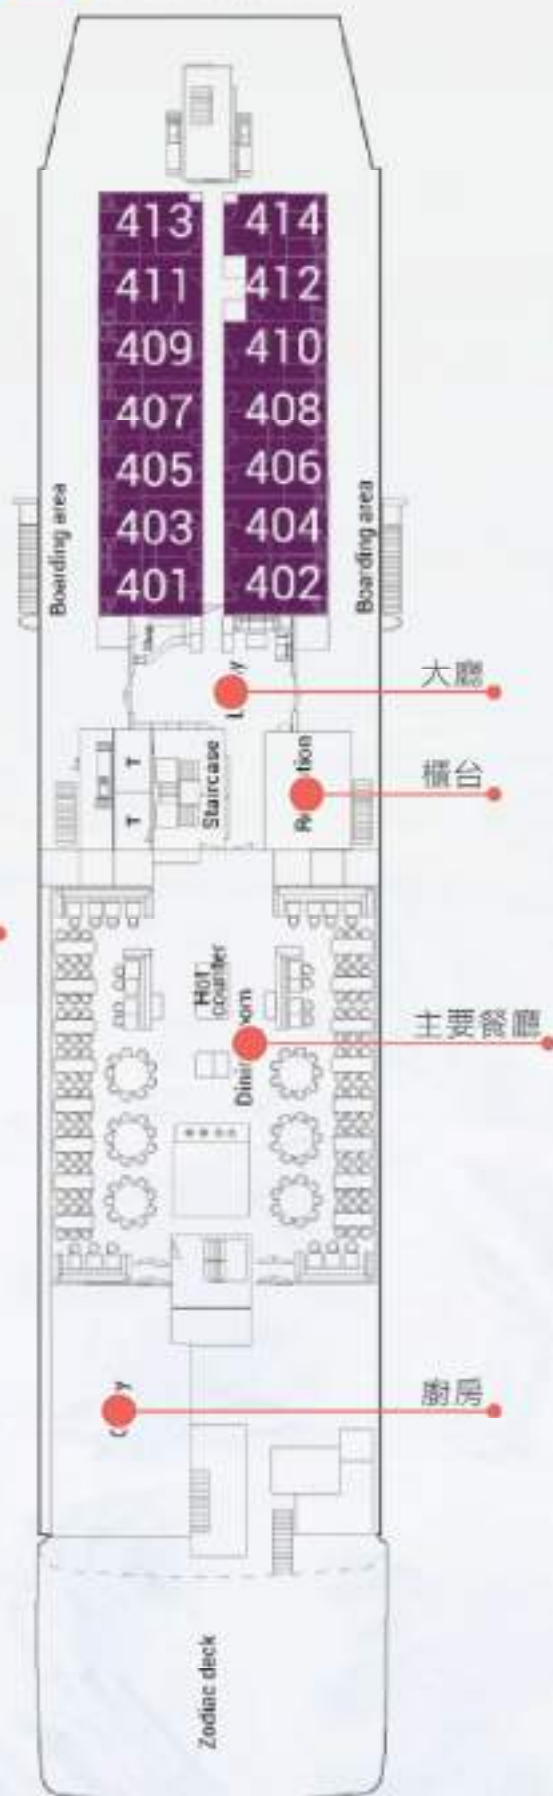 413 414
411 412
409 410
407 408
405 406
403 404
401 402
Boarding area
Boarding area
Shop
大廳
櫃台
T
T
Staircase
Hot
counter
主要餐廳
廚房
Zodiac deck